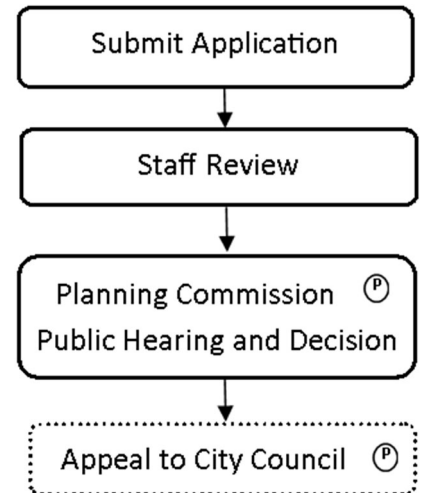 Submit Application
Staff Review
Planning Commission Ⓟ
Public Hearing and Decision
Appeal to City Council Ⓟ